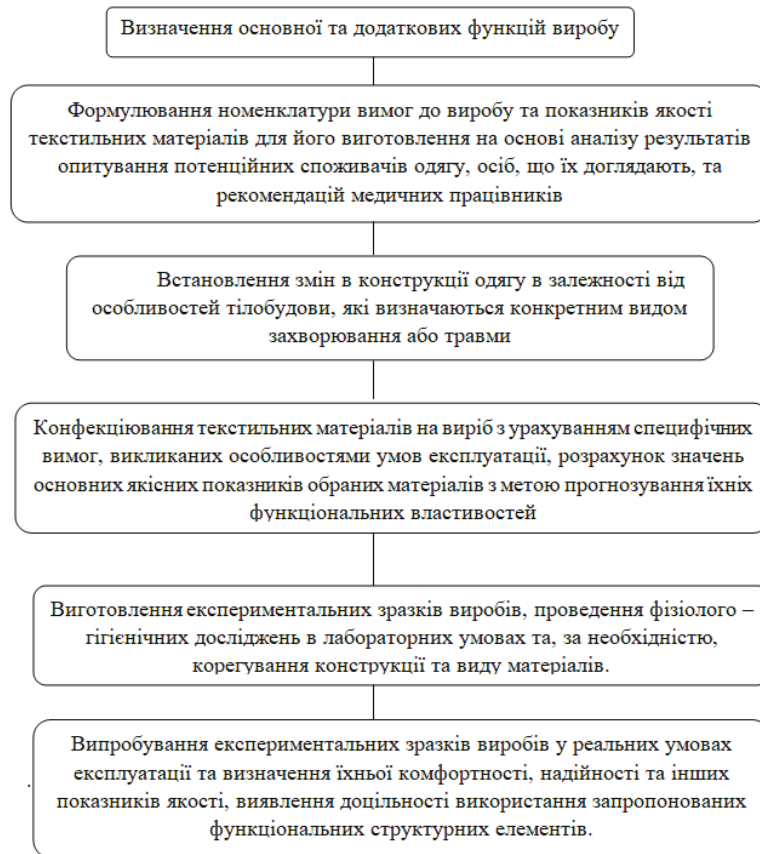 Визначення основної та додаткових функцій виробу
Формулювання номенклатури вимог до виробу та показників якості
текстильних матеріалів для його виготовлення на основі аналізу результатів
опитування потенційних споживачів одягу, осіб, що їх доглядають, та
рекомендацій медичних працівників
Встановлення змін в конструкції одягу в залежності від
особливостей тілобудови, які визначаються конкретним видом
захворювання або травми
Конфекціювання текстильних матеріалів на виріб з урахуванням специфічних
вимог, викликаних особливостями умов експлуатації, розрахунок значень
основних якісних показників обраних матеріалів з метою прогнозування їхніх
функціональних властивостей
Виготовлення експериментальних зразків виробів, проведення фізіолого –
гігієнічних досліджень в лабораторних умовах та, за необхідністю,
корегування конструкції та виду матеріалів.
Випробування експериментальних зразків виробів у реальних умовах
експлуатації та визначення їхньої комфортності, надійності та інших
показників якості, виявлення доцільності використання запропонованих
функціональних структурних елементів.